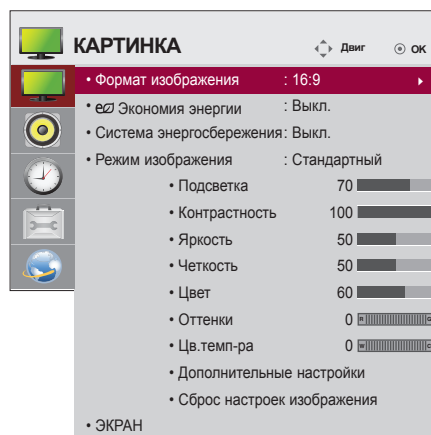 КАРТИНКА Двиг ОК
• Формат изображения : 16:9
• Экономия энергии : Выкл.
• Система энергосбережения: Выкл.
• Режим изображения : Стандартный
• Подсветка 70
• Контрастность 100
• Яркость 50
• Четкость 50
• Цвет 60
• Оттенки 0 R G
• Цв.темп-ра 0 W C
• Дополнительные настройки
• Сброс настроек изображения
• ЭКРАН